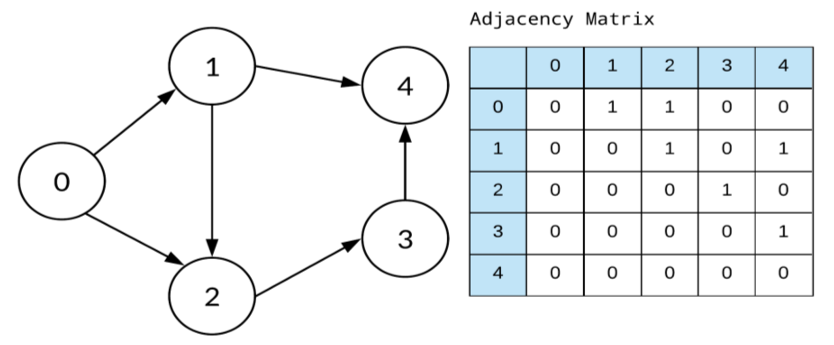 Adjacency Matrix
1
4
0
3
2
0 1 2 3 4
0 0 1 1 0 0
1 0 0 1 0 1
2 0 0 0 1 0
3 0 0 0 0 1
4 0 0 0 0 0